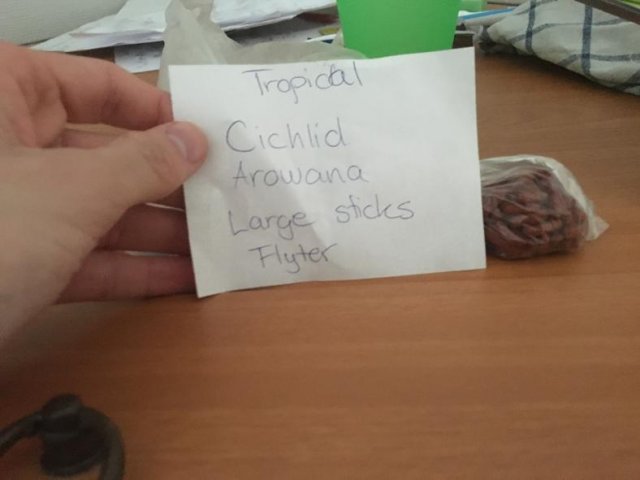 Tropical
Cichlid
Arowana
Large sticks
Flyter